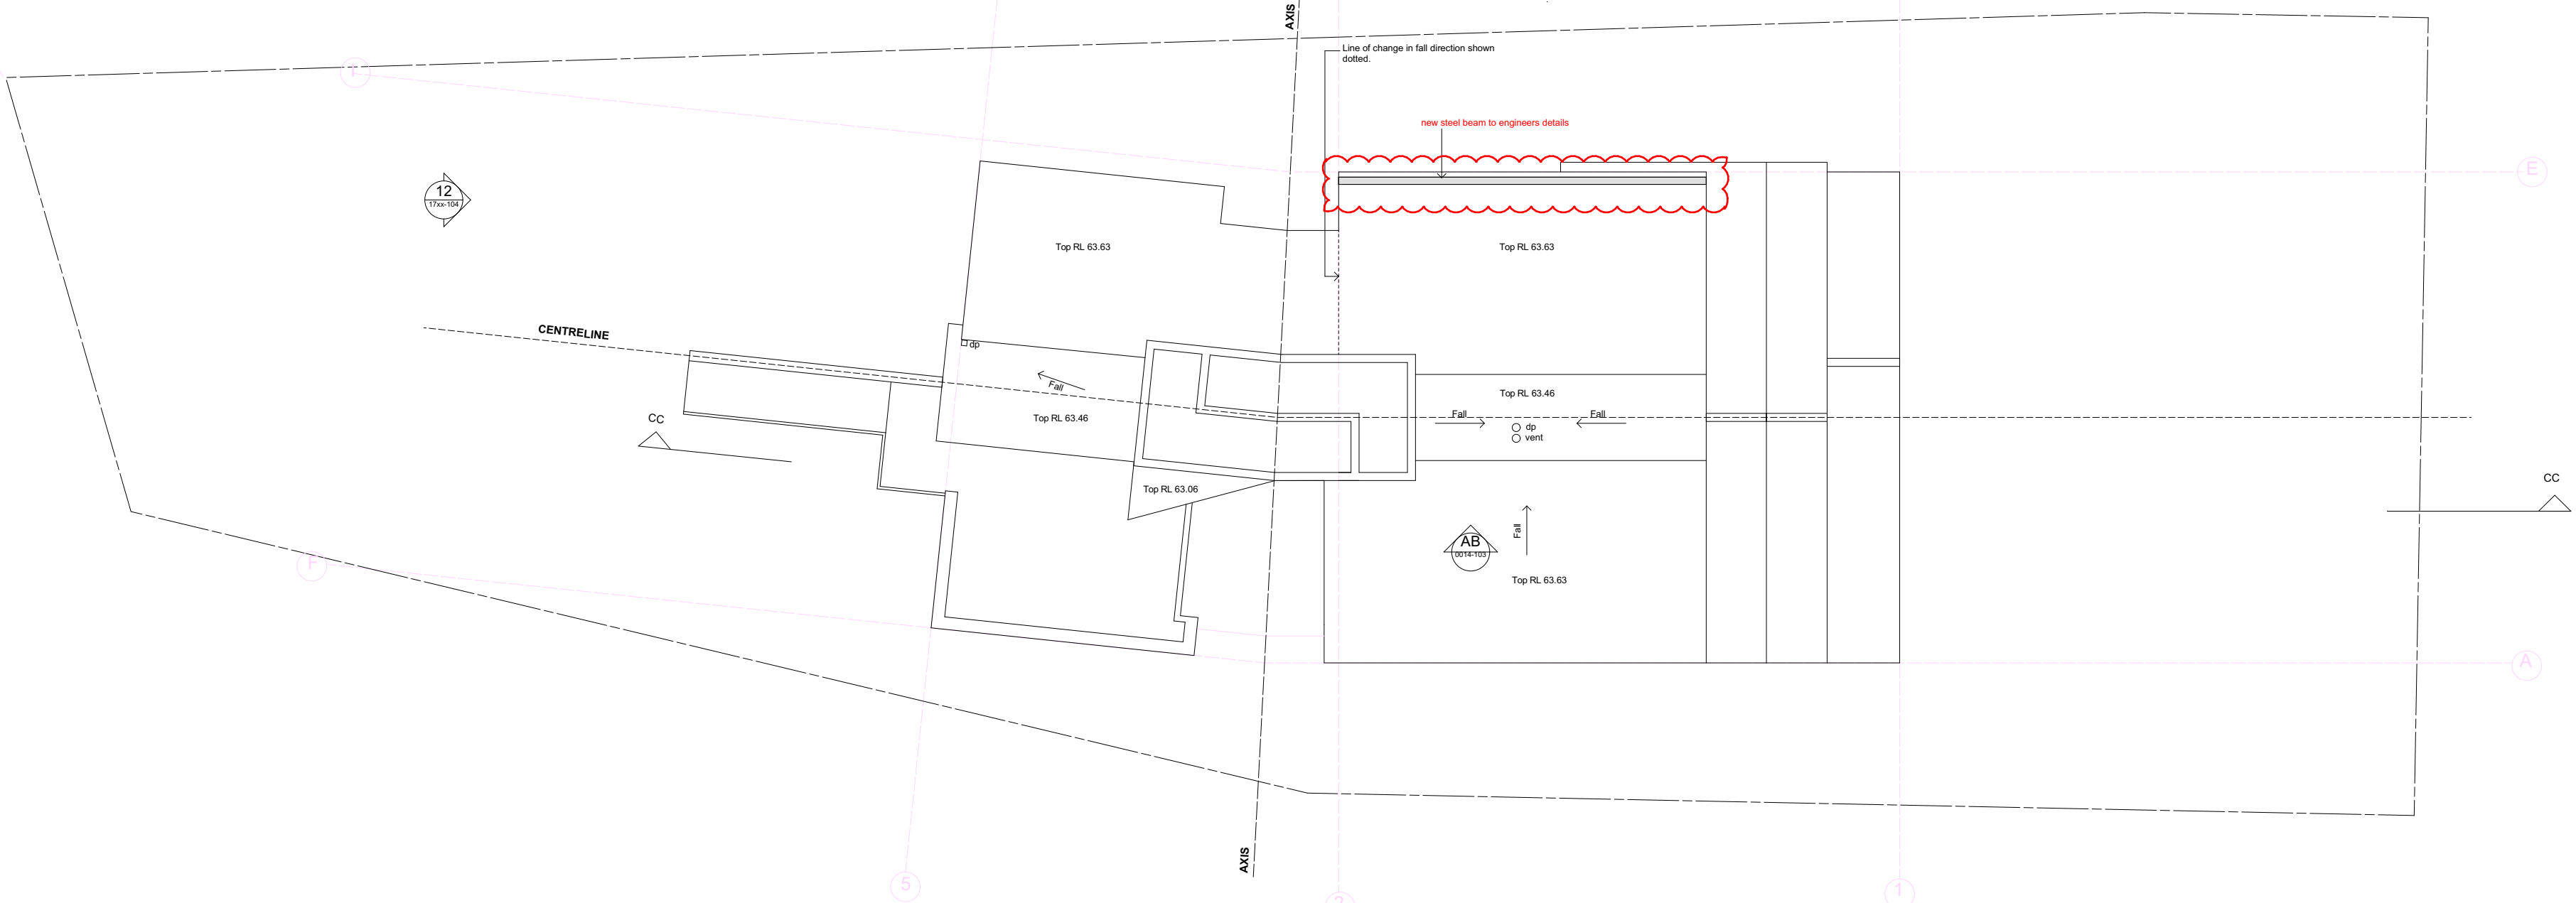 AXIS
Line of change in fall direction shown
dotted.
I
new steel beam to engineers details
E
12
17xx-104
Top RL 63.63
Top RL 63.63
CENTRELINE
dp
Fall
Top RL 63.46
CC
Top RL 63.46
Fall
Fall
dp
vent
Top RL 63.06
CC
Fall
AB
0014-103
Top RL 63.63
F
A
AXIS
5
2
1